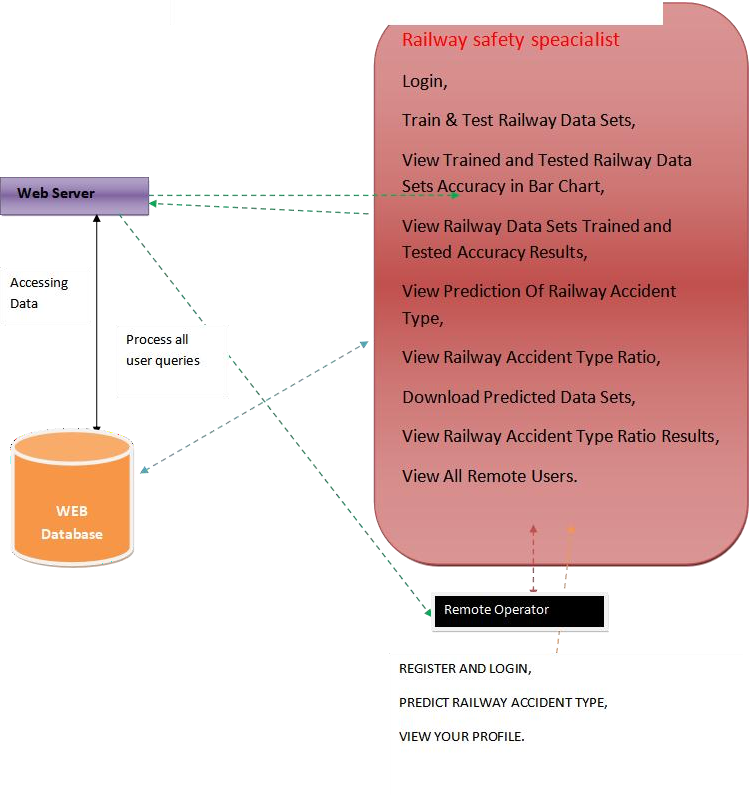 Railway safety speacialist
Login,
Train & Test Railway Data Sets,
View Trained and Tested Railway Data
Sets Accuracy in Bar Chart,
View Railway Data Sets Trained and
Tested Accuracy Results,
View Prediction Of Railway Accident
Type,
View Railway Accident Type Ratio,
Download Predicted Data Sets,
View Railway Accident Type Ratio Results,
View All Remote Users.
Web Server
Accessing
Data
Process all
user queries
WEB
Database
Remote Operator
REGISTER AND LOGIN,
PREDICT RAILWAY ACCIDENT TYPE,
VIEW YOUR PROFILE.